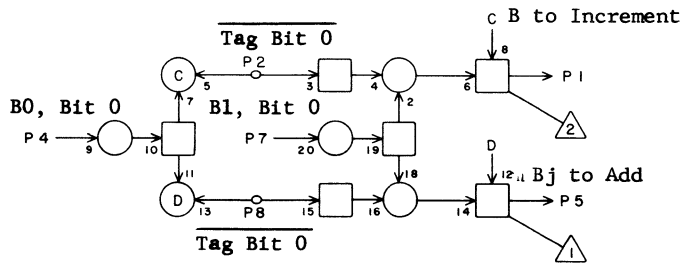 C B to Increment
Tag Bit 0
P2
8
C
5
3
4
6
P1
7
2
B0, Bit 0
B1, Bit 0
2
P4
9
10
P7
20
19
11
18
D
Bj to Add
12
D
13
P8
15
16
14
P5
Tag Bit 0
1